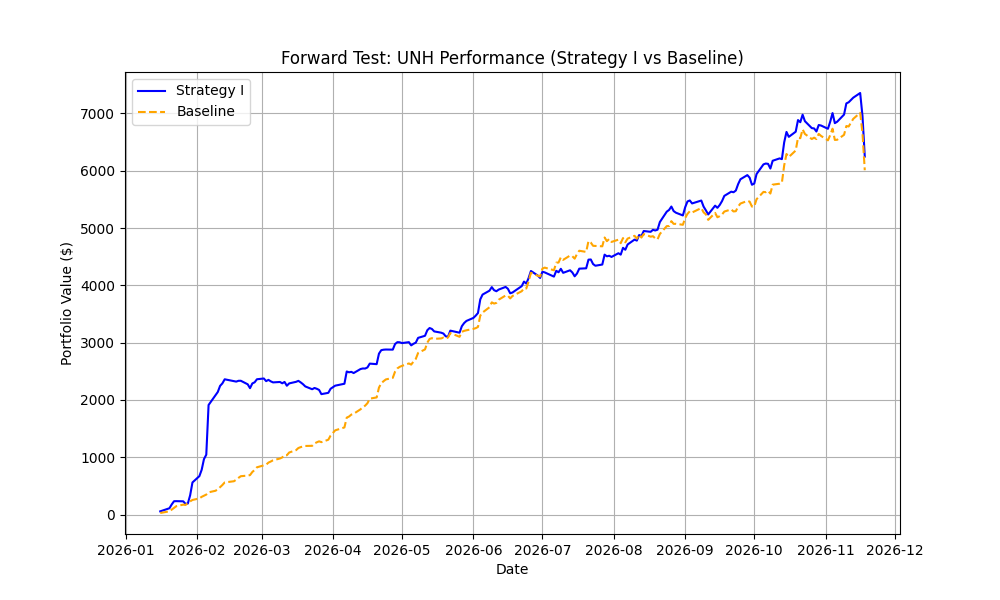 Forward Test: UNH Performance (Strategy I vs Baseline)
Strategy I
Baseline
Portfolio Value ($)
7000
6000
5000
4000
3000
2000
1000
0
2026-01 2026-02 2026-03 2026-04 2026-05 2026-06 2026-07 2026-08 2026-09 2026-10 2026-11 2026-12
Date